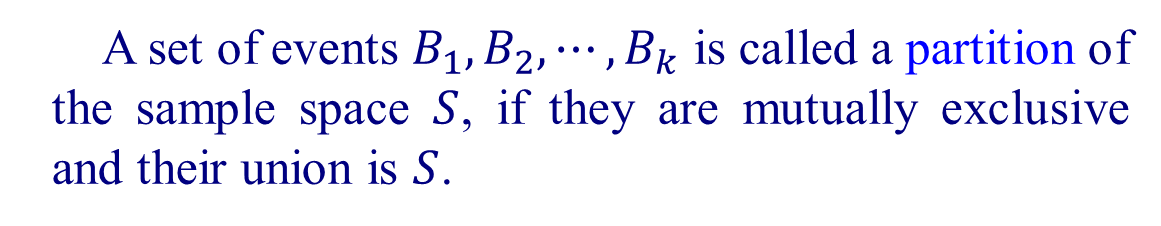 A set of events B₁, B₂, ⋯ , Bₖ is called a partition of
the sample space S, if they are mutually exclusive
and their union is S.